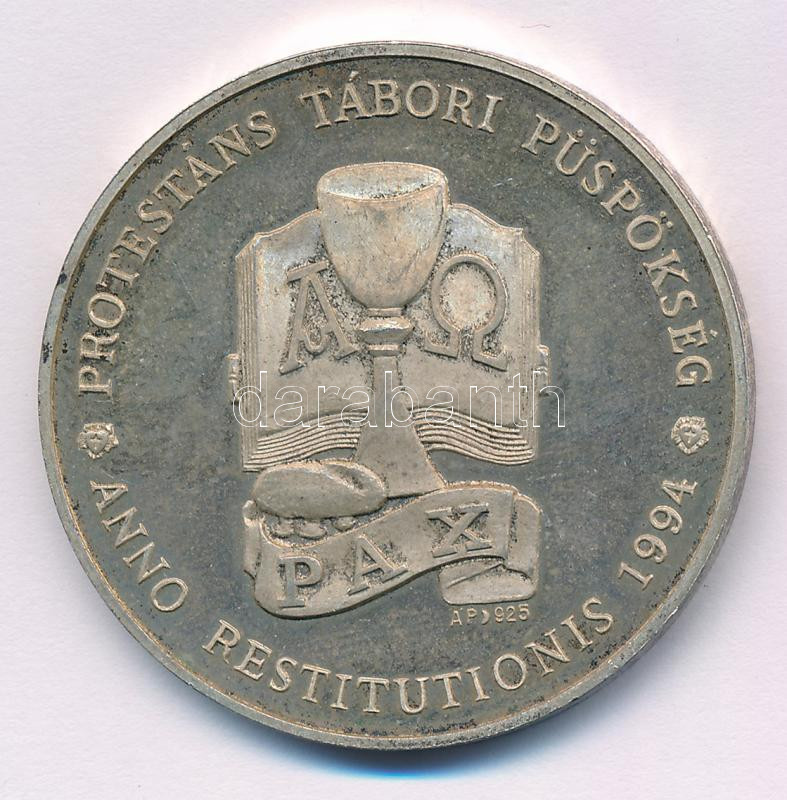 PROTESTÁNS TÁBORI PÜSPÖKSÉG
Α Ω
PAX
AP 925
ANNO RESTITUTIONIS 1994
darabanth